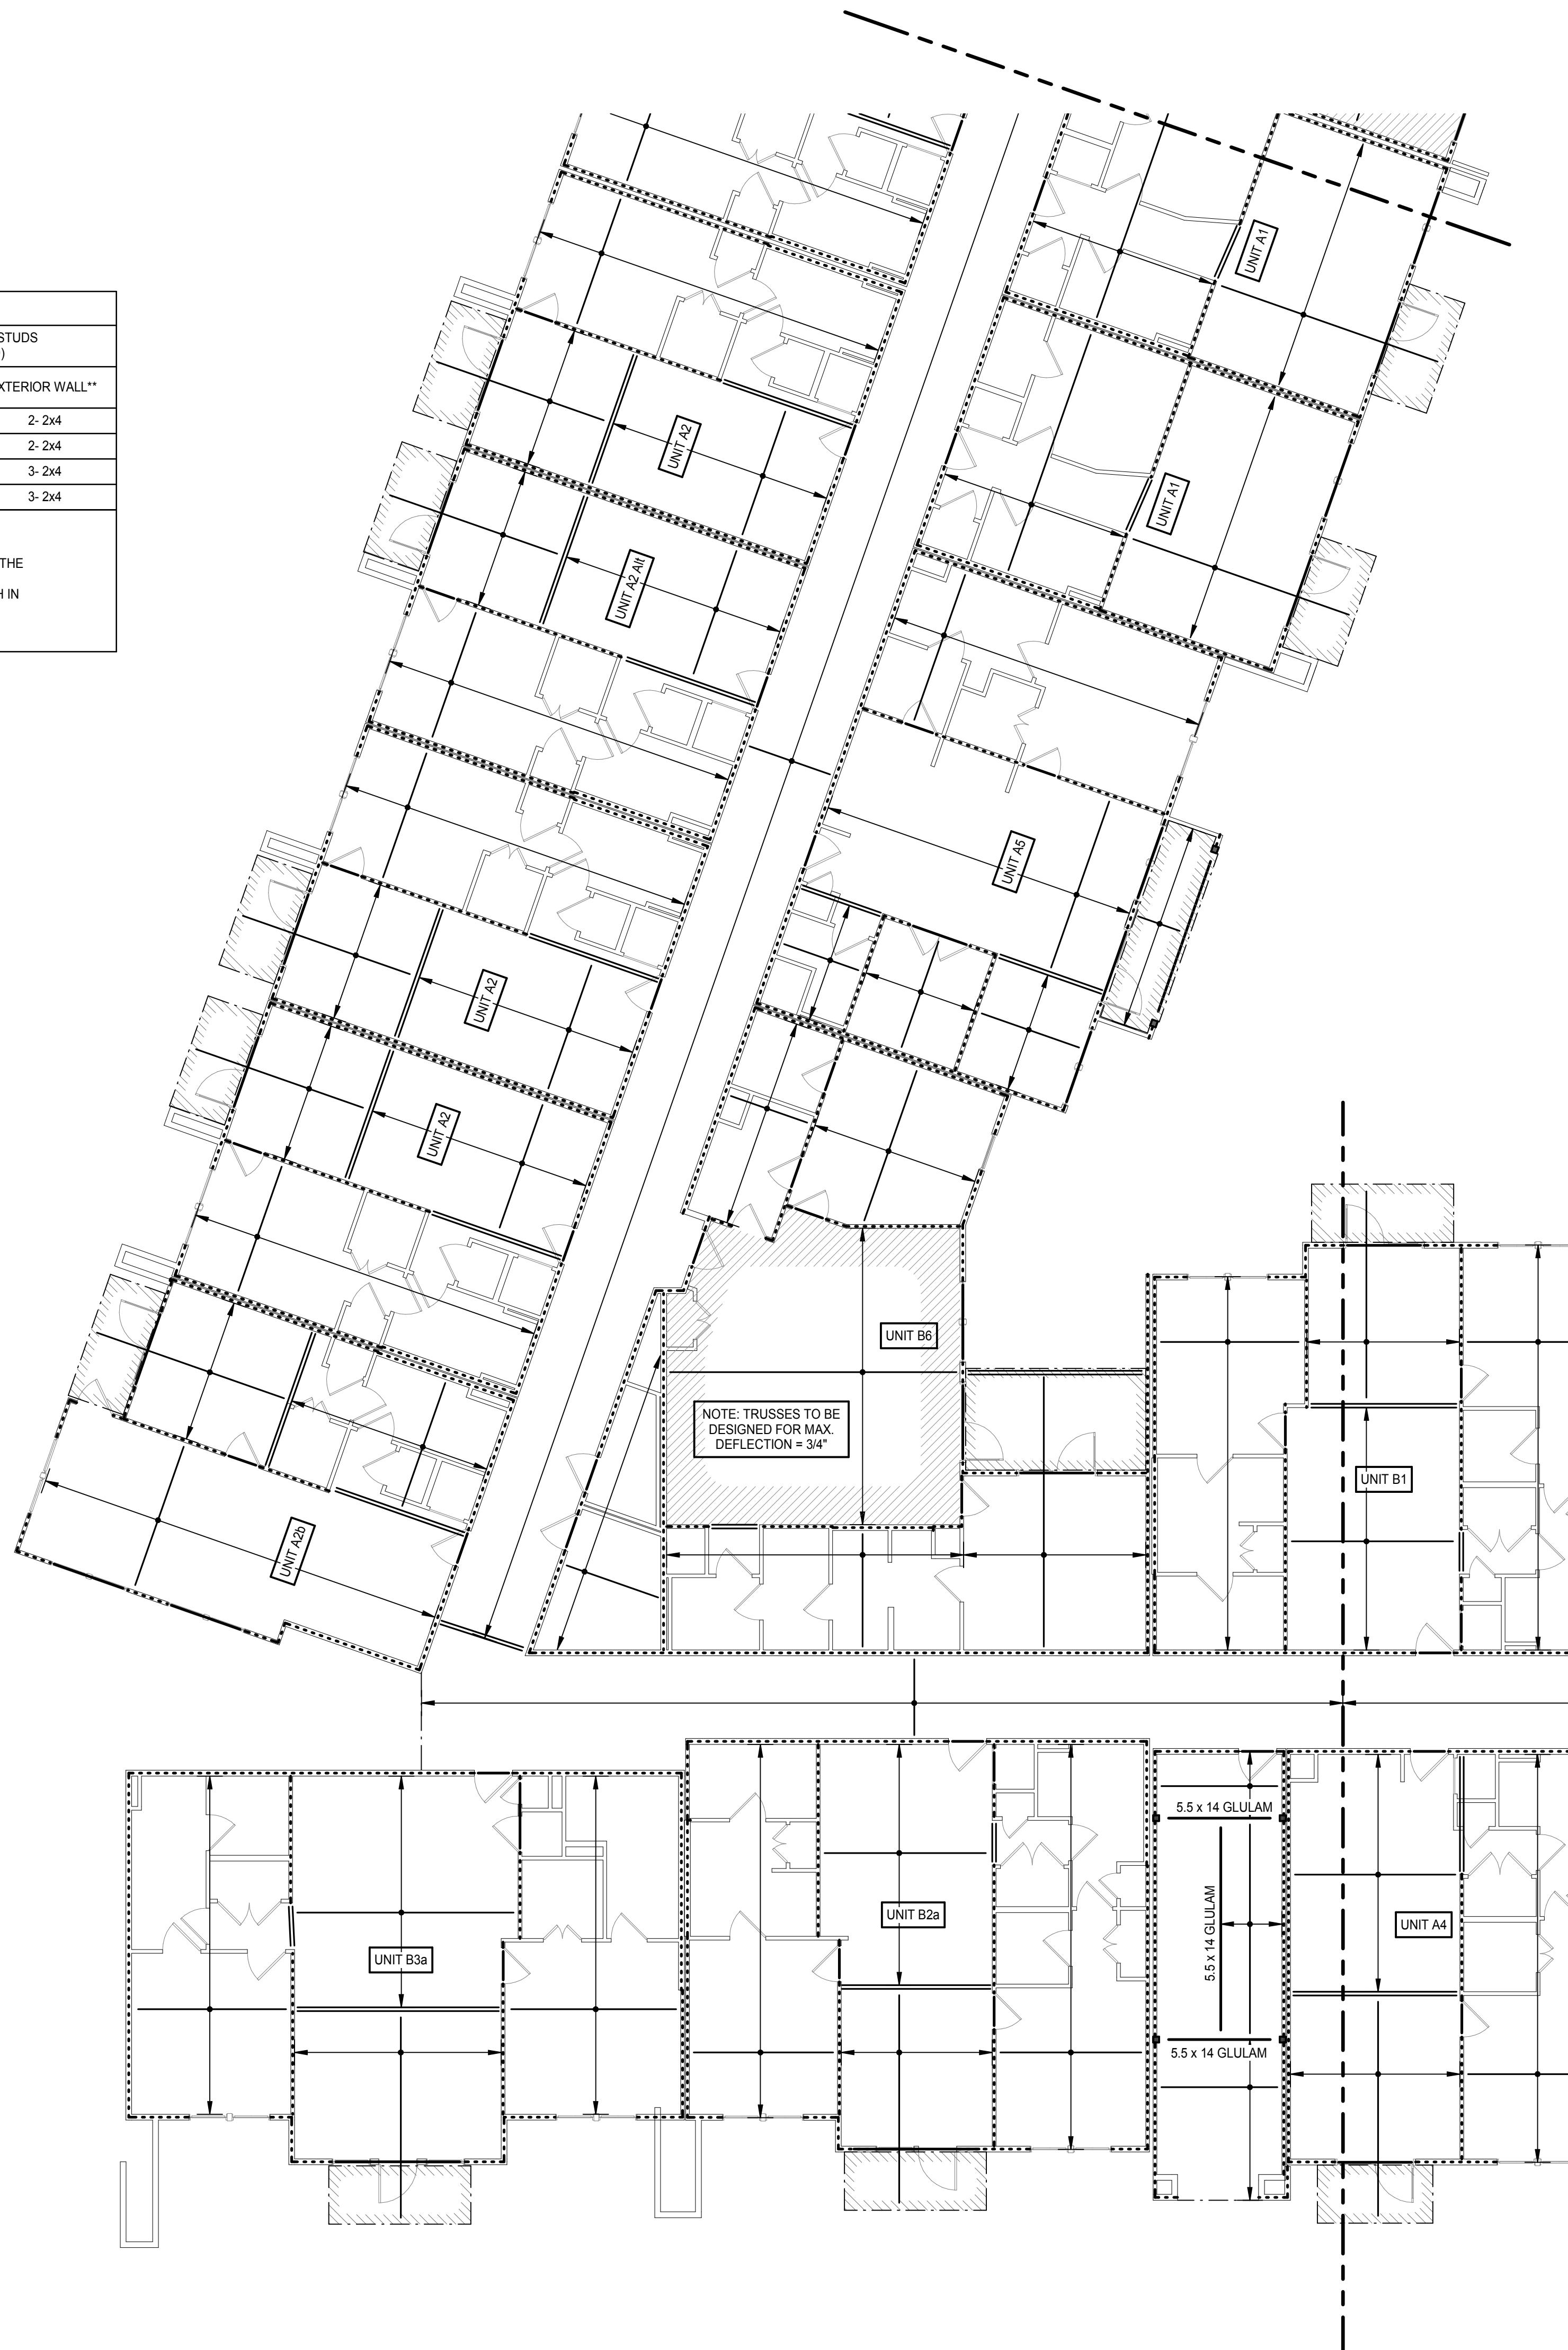 UNIT A1
STUDS
)
XTERIOR WALL**
2- 2x4
2- 2x4
3- 2x4
3- 2x4
THE
H IN
UNIT A2
UNIT A1
UNIT A2 Alt
UNIT A5
UNIT A2
UNIT A2
UNIT B6
NOTE: TRUSSES TO BE
DESIGNED FOR MAX.
DEFLECTION = 3/4"
UNIT B1
UNIT A2b
5.5 x 14 GLULAM
UNIT B2a
5.5 x 14 GLULAM
UNIT A4
UNIT B3a
5.5 x 14 GLULAM